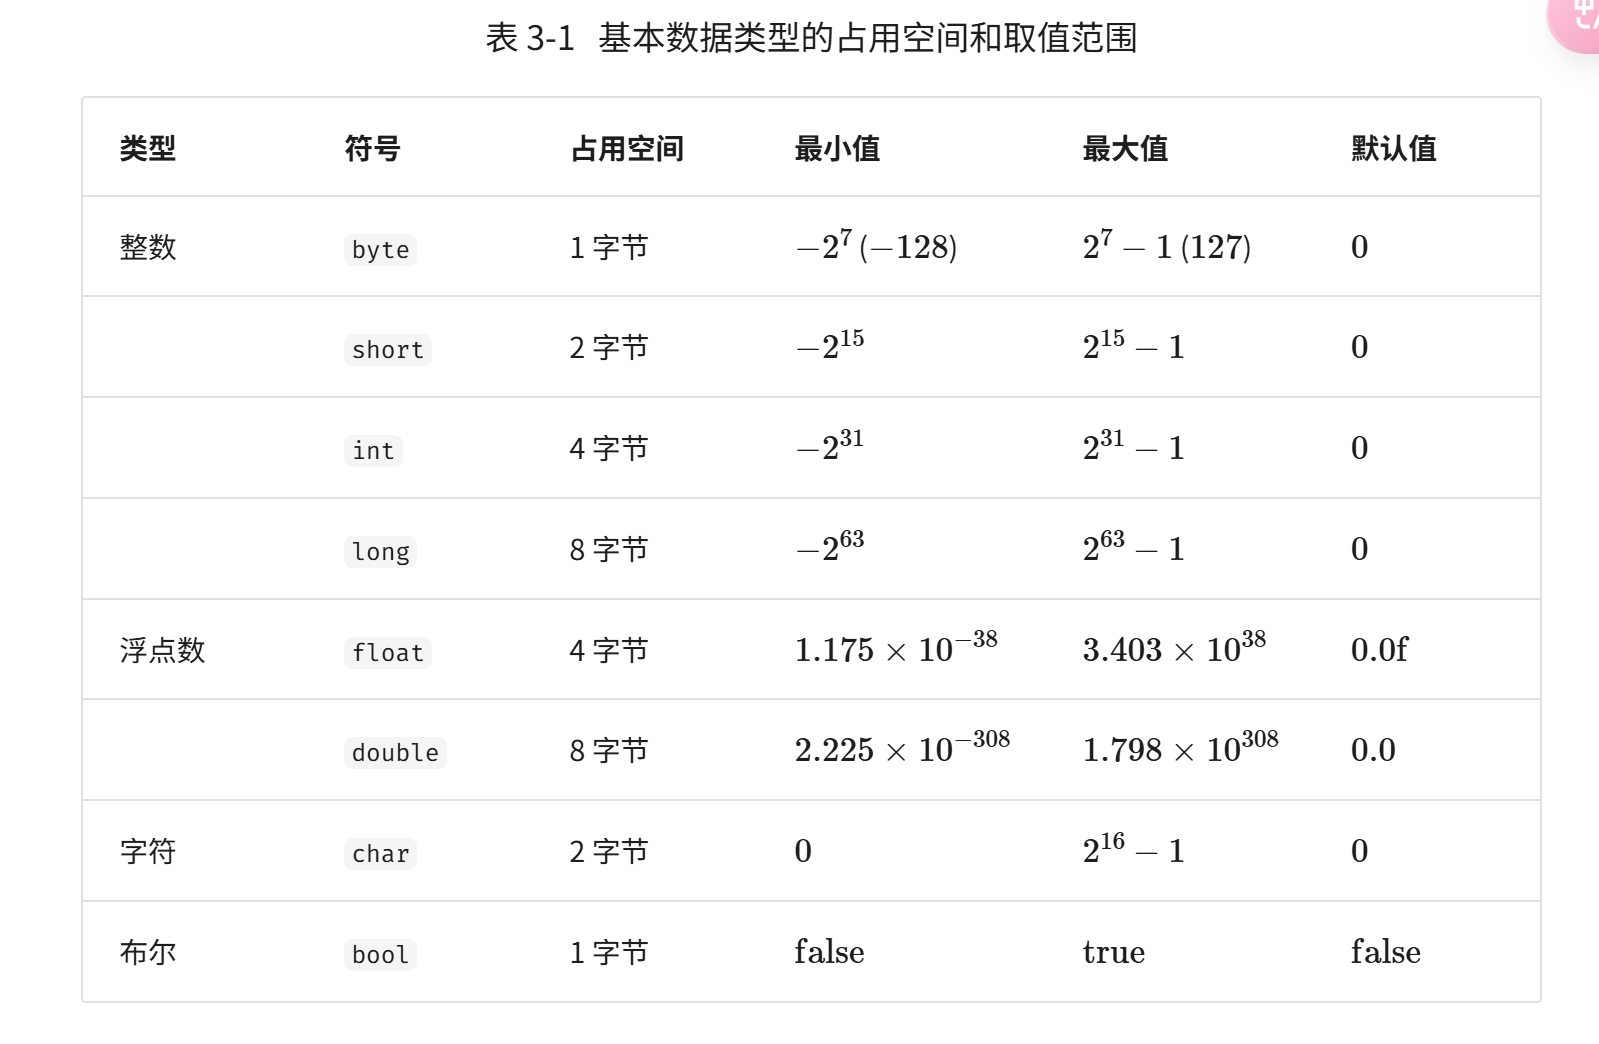 表 3-1 基本数据类型的占用空间和取值范围
类型 符号 占用空间 最小值 最大值 默认值
整数 byte 1 字节 −2^7 (−128) 2^7 − 1 (127) 0
short 2 字节 −2^15 2^15 − 1 0
int 4 字节 −2^31 2^31 − 1 0
long 8 字节 −2^63 2^63 − 1 0
浮点数 float 4 字节 1.175 × 10^−38 3.403 × 10^38 0.0f
double 8 字节 2.225 × 10^−308 1.798 × 10^308 0.0
字符 char 2 字节 0 2^16 − 1 0
布尔 bool 1 字节 false true false